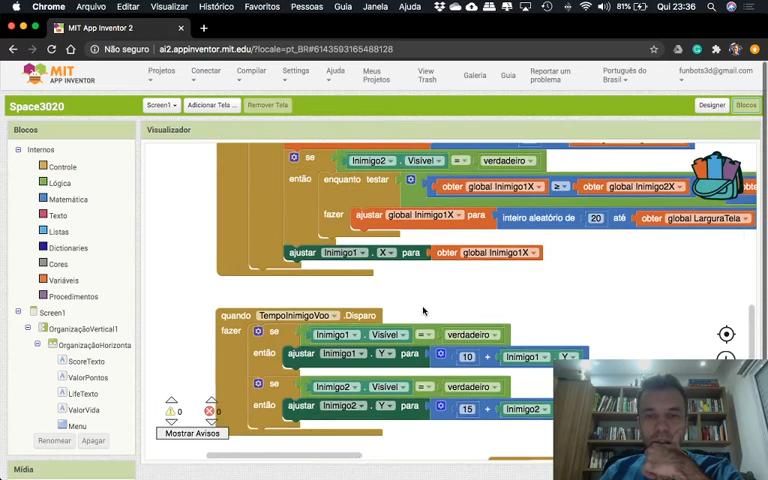 Chrome Arquivo Editar Visualizar Histórico Favoritos Pessoas Guia Janela Ajuda 81% Qui 23:36
MIT App Inventor 2
Não seguro ai2.appinventor.mit.edu/?locale=pt_BR#6143593165488128
MIT
APP INVENTOR
Projetos
Conectar
Compilar
Settings
Ajuda
Meus Projetos
View Trash
Galeria
Guia
Reportar um problema
Português do Brasil
funbots3d@gmail.com
Space3020
Screen1
Adicionar Tela ...
Remover Tela
Designer
Blocos
Blocos
Visualizador
Internos
Controle
Lógica
Matemática
Texto
Listas
Dictionaries
Cores
Variáveis
Procedimentos
Screen1
OrganizaçãoVertical1
OrganizaçãoHorizonta
ScoreTexto
ValorPontos
LifeTexto
ValorVida
Menu
Renomear
Apagar
Mídia
se Inimigo2 . Visível = verdadeiro
então enquanto testar obter global Inimigo1X ≥ obter global Inimigo2X obte
fazer ajustar global Inimigo1X para inteiro aleatório de 20 até obter global LarguraTela
ajustar Inimigo1 . X para obter global Inimigo1X
quando TempoInimigoVoo .Disparo
fazer se Inimigo1 . Visível = verdadeiro
então ajustar Inimigo1 . Y para 10 + Inimigo1 . Y
se Inimigo2 . Visível = verdadeiro
então ajustar Inimigo2 . Y para 15 + Inimigo2
0 0
Mostrar Avisos